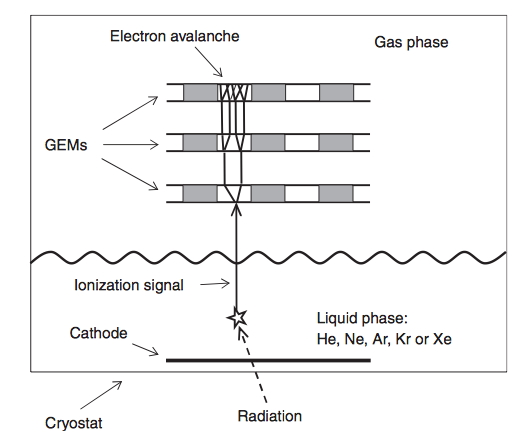 Electron avalanche
Gas phase
GEMs
Ionization signal
Liquid phase:
He, Ne, Ar, Kr or Xe
Cathode
Radiation
Cryostat